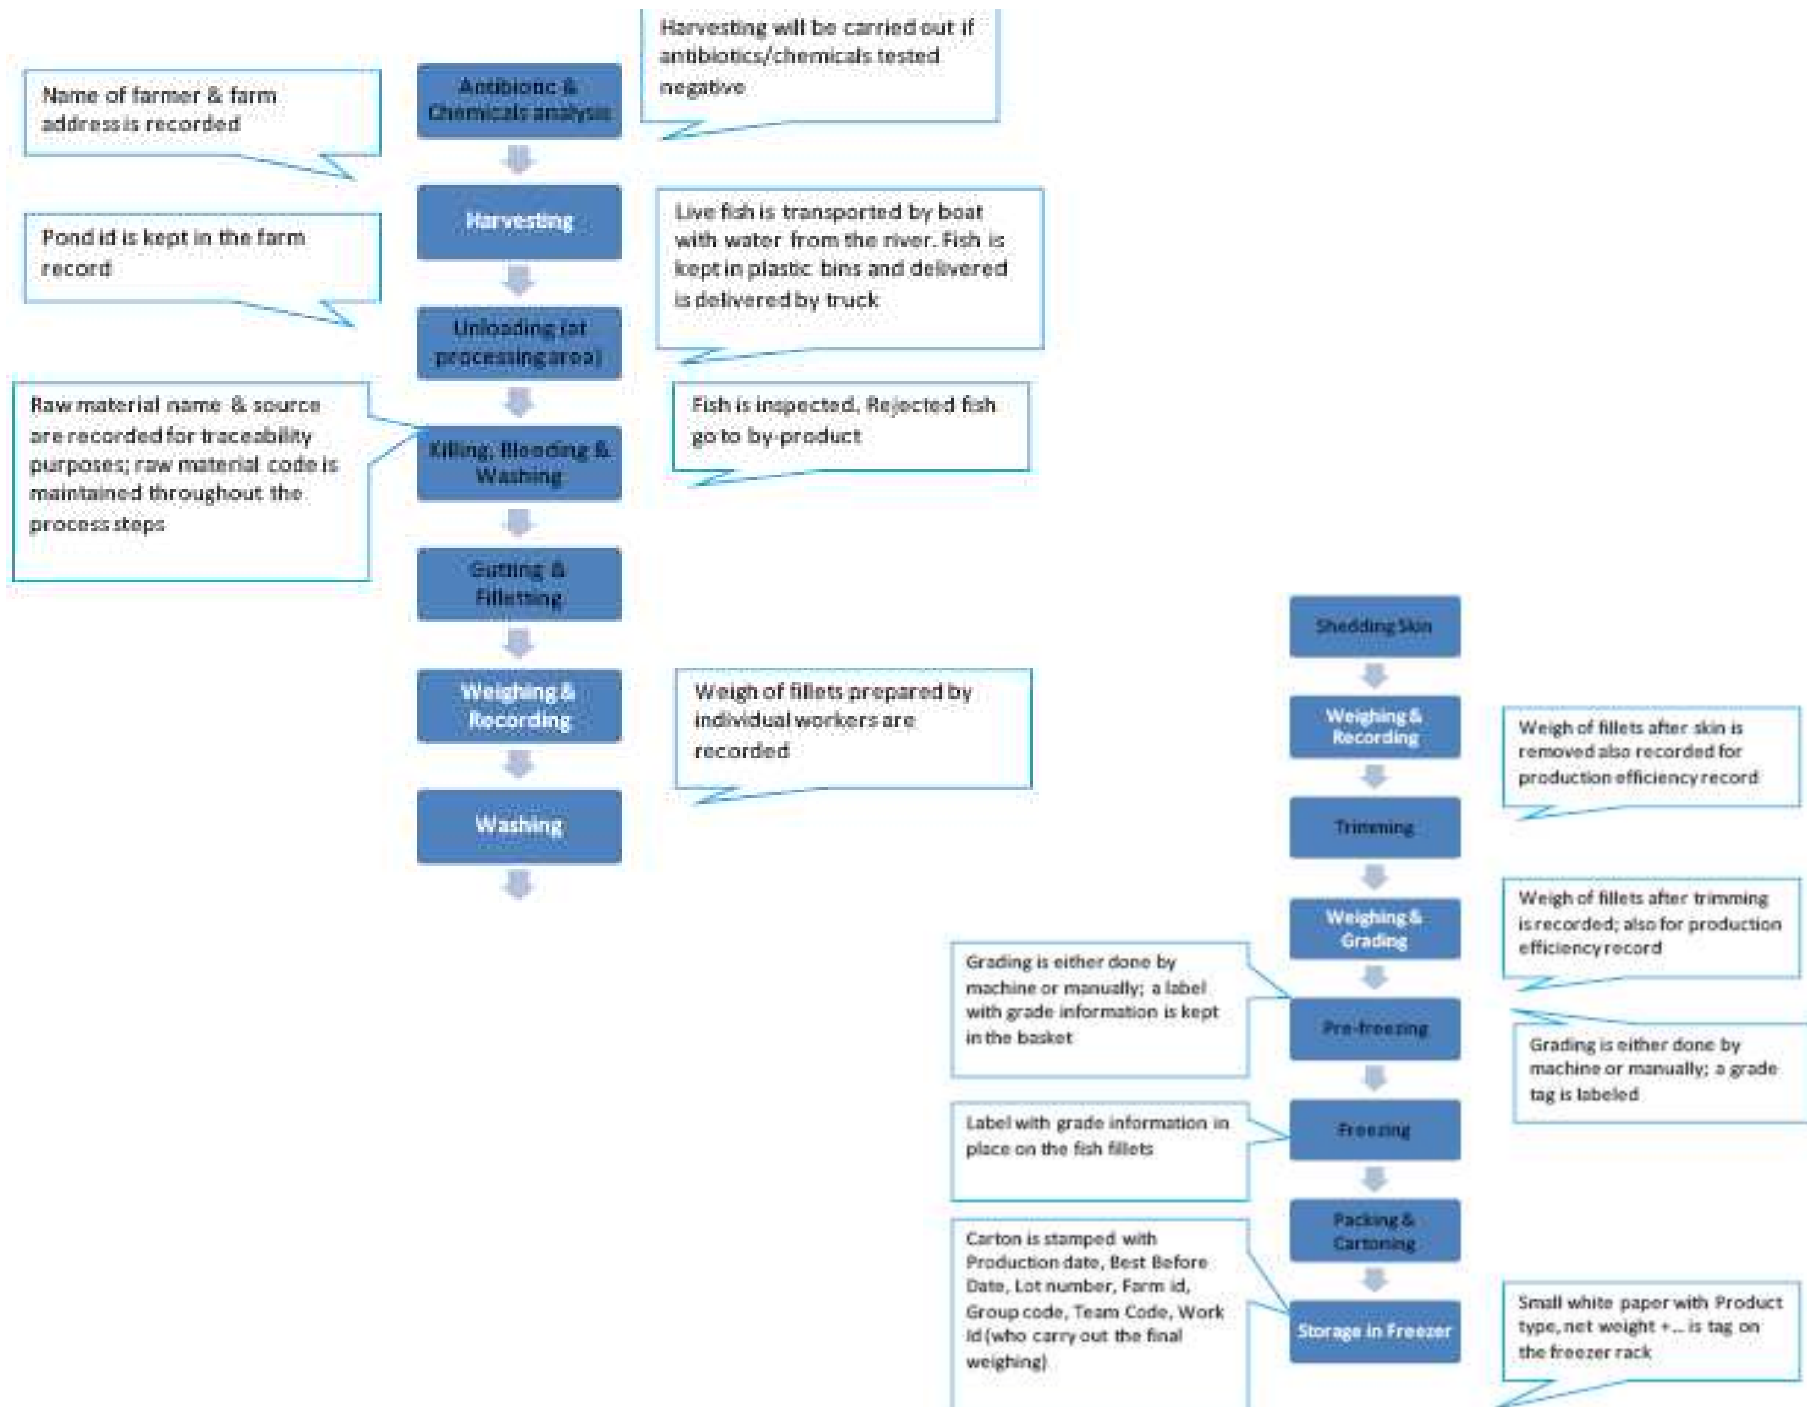 Harvesting will be carried out if
antibiotics/chemicals tested
negative
Name of farmer & farm
address is recorded
Antibiotic &
Chemicals analysis
Harvesting
Pond id is kept in the farm
record
Live fish is transported by boat
with water from the river. Fish is
kept in plastic bins and delivered
is delivered by truck
Unloading (at
processing area)
Raw material name & source
are recorded for traceability
purposes; raw material code is
maintained throughout the
process steps
Fish is inspected. Rejected fish
go to by-product
Killing, Bleeding &
Washing
Gutting &
Filletting
Weighing &
Recording
Weigh of fillets prepared by
individual workers are
recorded
Washing
Shedding Skin
Weighing &
Recording
Weigh of fillets after skin is
removed also recorded for
production efficiency record
Trimming
Weighing &
Grading
Weigh of fillets after trimming
is recorded; also for production
efficiency record
Grading is either done by
machine or manually; a label
with grade information is kept
in the basket
Pre-freezing
Grading is either done by
machine or manually; a grade
tag is labeled
Label with grade information in
place on the fish fillets
Freezing
Packing &
Cartoning
Carton is stamped with
Production date, Best Before
Date, Lot number, Farm id,
Group code, Team Code, Work
Id (who carry out the final
weighing)
Storage in Freezer
Small white paper with Product
type, net weight +... is tag on
the freezer rack